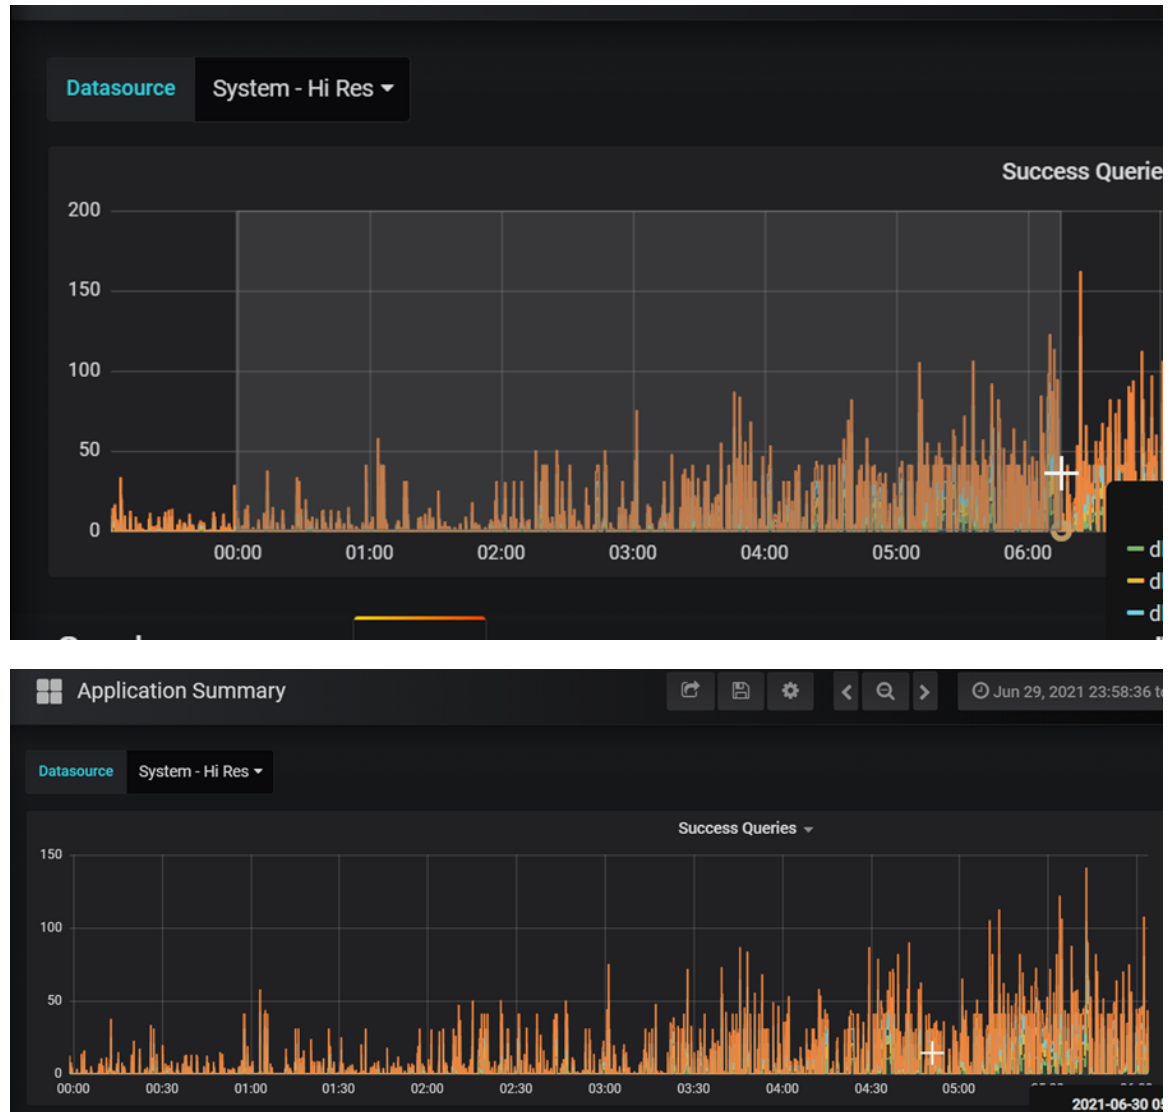 Datasource System - Hi Res
Success Querie
200
150
100
50
0
00:00 01:00 02:00 03:00 04:00 05:00 06:00
d
d
d
Application Summary
Jun 29, 2021 23:58:36 to
Datasource System - Hi Res
Success Queries
150
100
50
0
00:00 00:30 01:00 01:30 02:00 02:30 03:00 03:30 04:00 04:30 05:00
2021-06-30 05